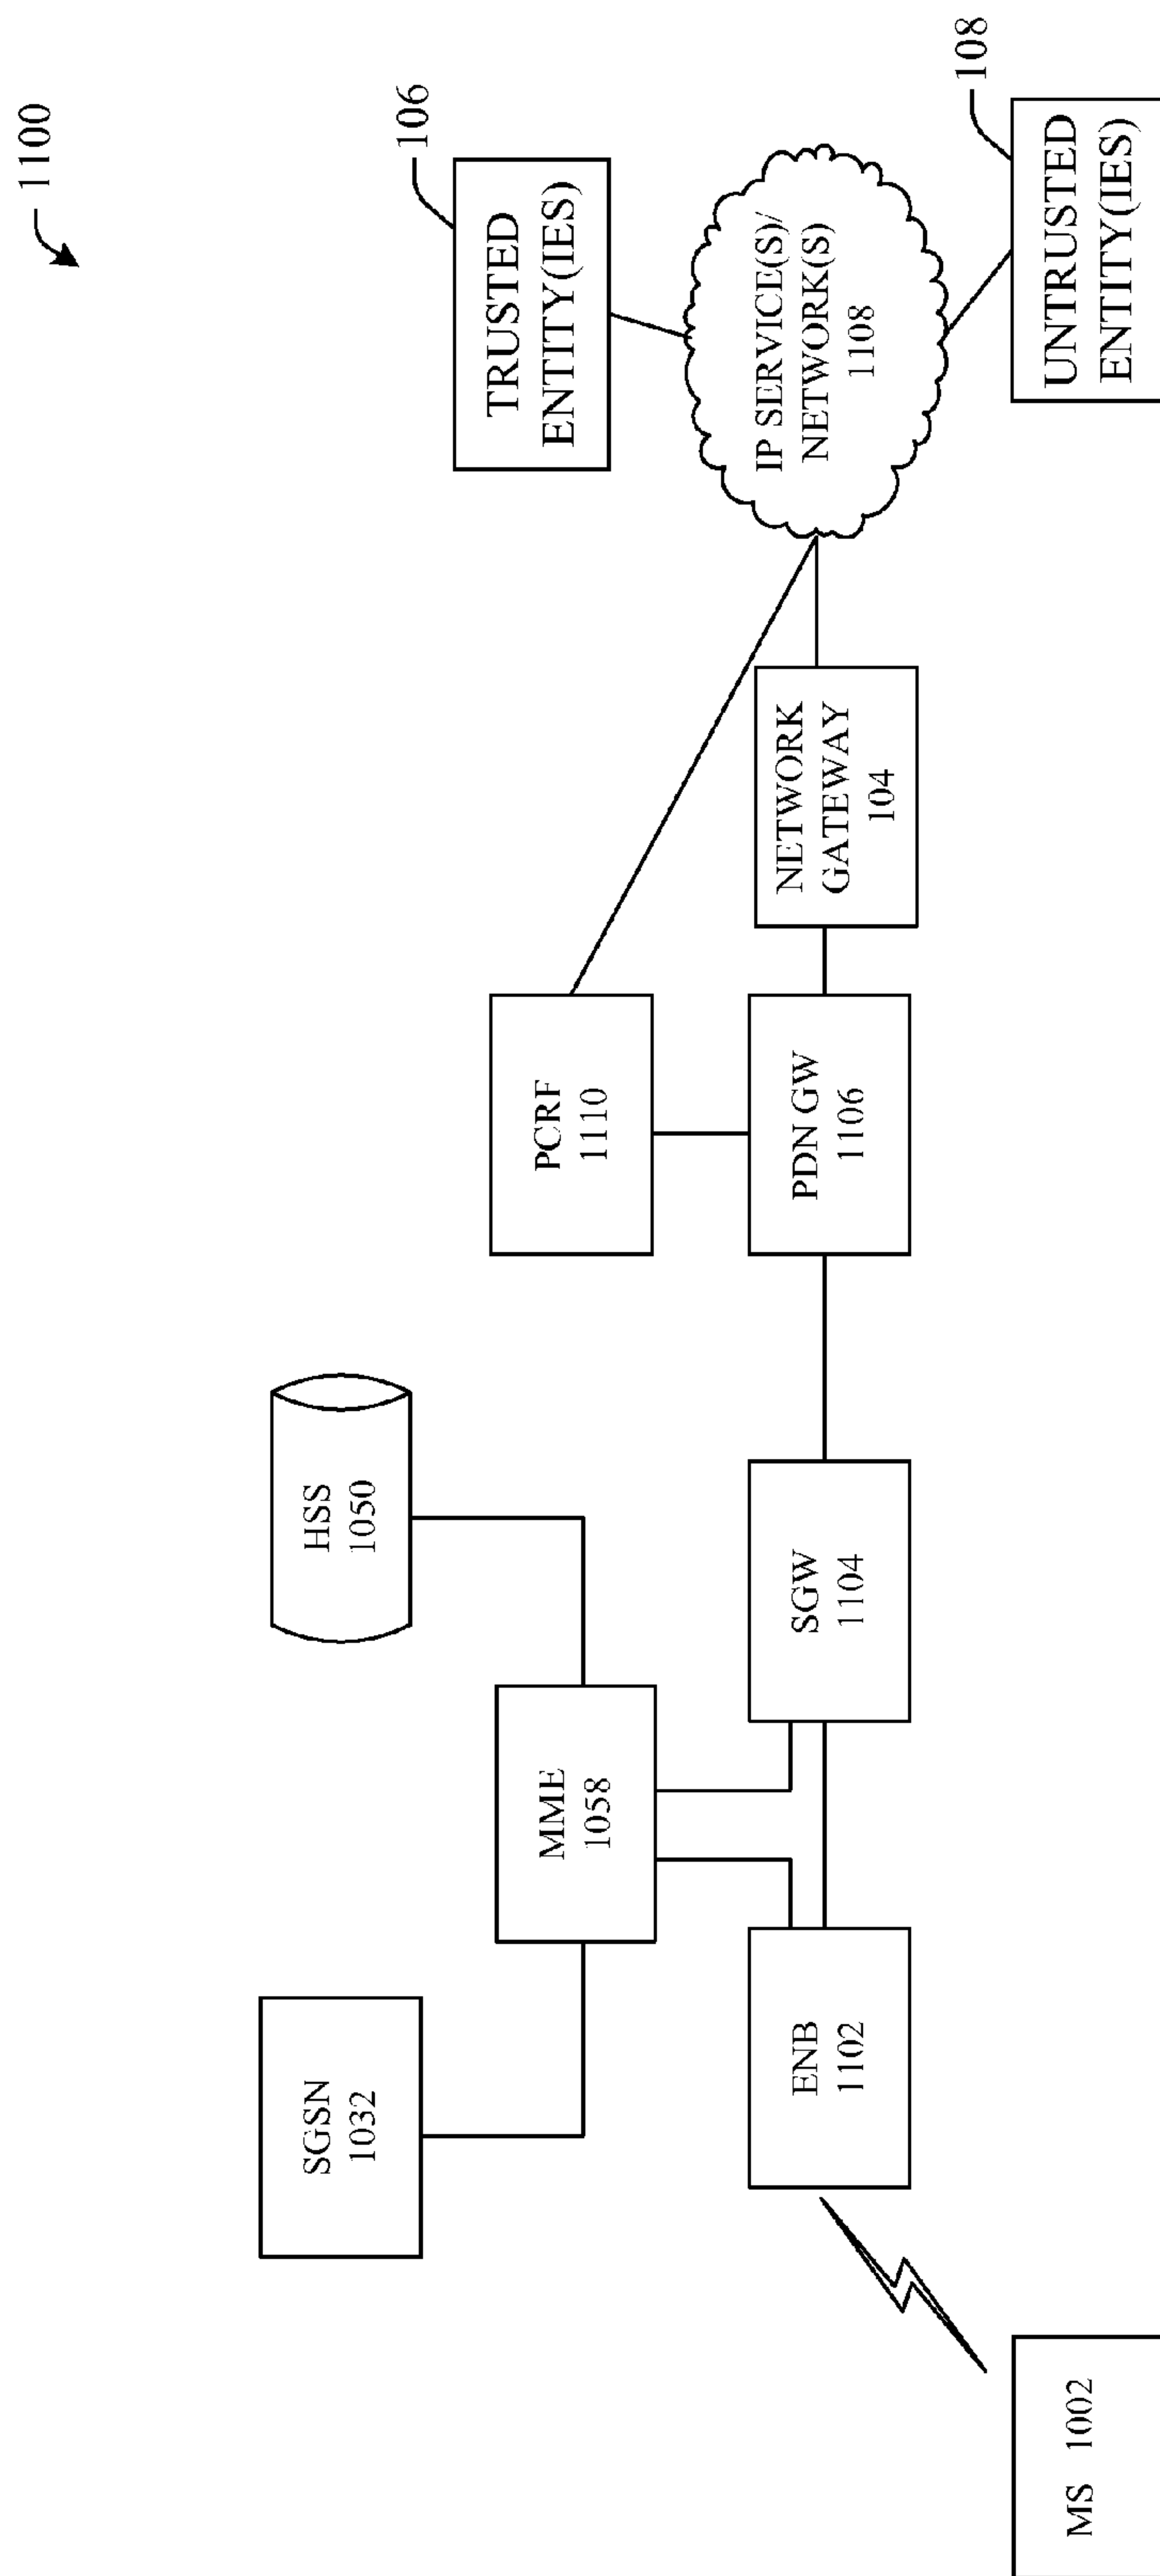 1100
TRUSTED
ENTITY(IES)
106
HSS
1050
SGSN
1032
PCRF
1110
MME
1058
IP SERVICE(S)/
NETWORK(S)
1108
NETWORK
GATEWAY
104
PDN GW
1106
SGW
1104
ENB
1102
108
UNTRUSTED
ENTITY(IES)
MS 1002